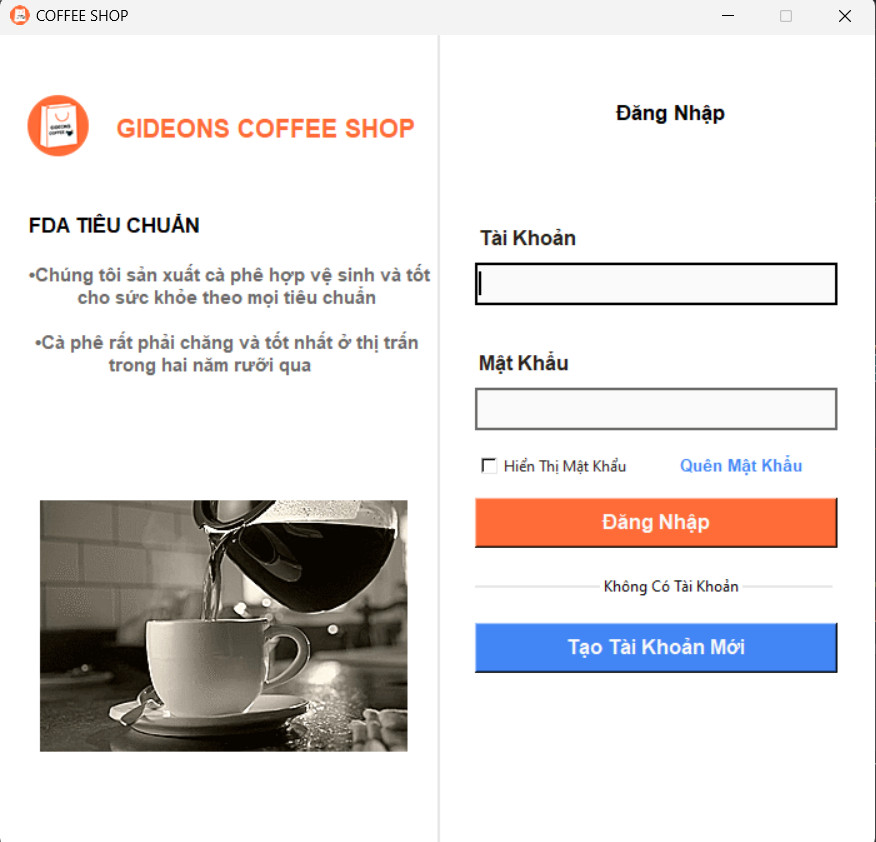 COFFEE SHOP
GIDEONS
COFFEE
GIDEONS COFFEE SHOP
FDA TIÊU CHUẨN
•Chúng tôi sản xuất cà phê hợp vệ sinh và tốt
cho sức khỏe theo mọi tiêu chuẩn
•Cà phê rất phải chăng và tốt nhất ở thị trấn
trong hai năm rưỡi qua
Đăng Nhập
Tài Khoản
Mật Khẩu
Hiển Thị Mật Khẩu
Quên Mật Khẩu
Đăng Nhập
Không Có Tài Khoản
Tạo Tài Khoản Mới